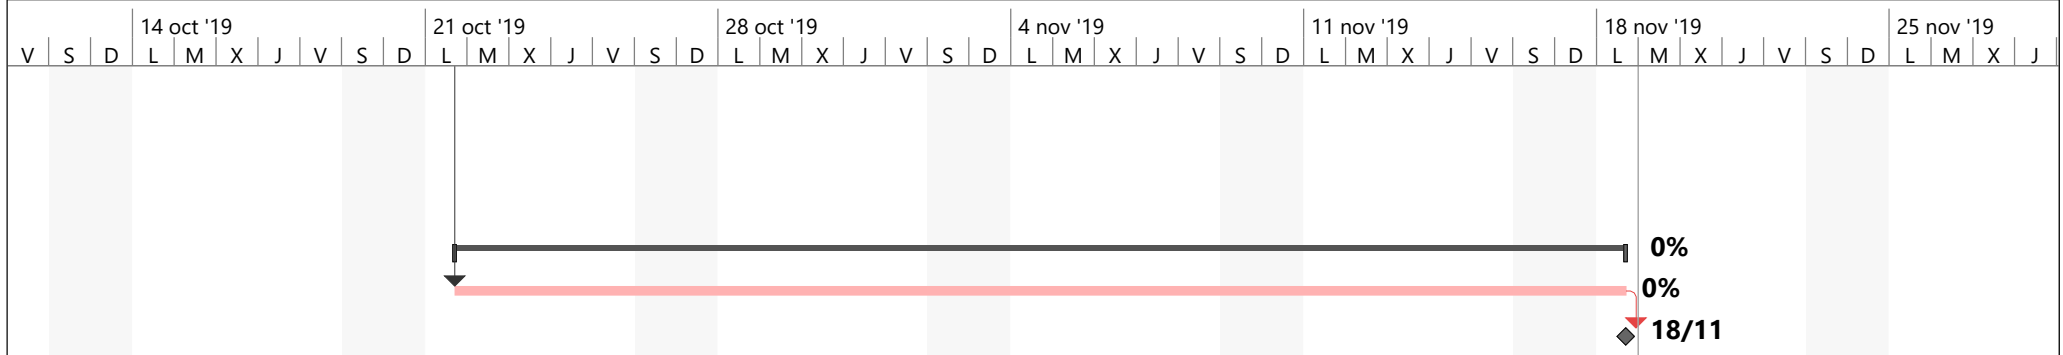 14 oct '19 21 oct '19 28 oct '19 4 nov '19 11 nov '19 18 nov '19 25 nov '19
V S D L M X J V S D L M X J V S D L M X J V S D L M X J V S D L M X J V S D L M X J V S D L M X J
0%
0%
18/11